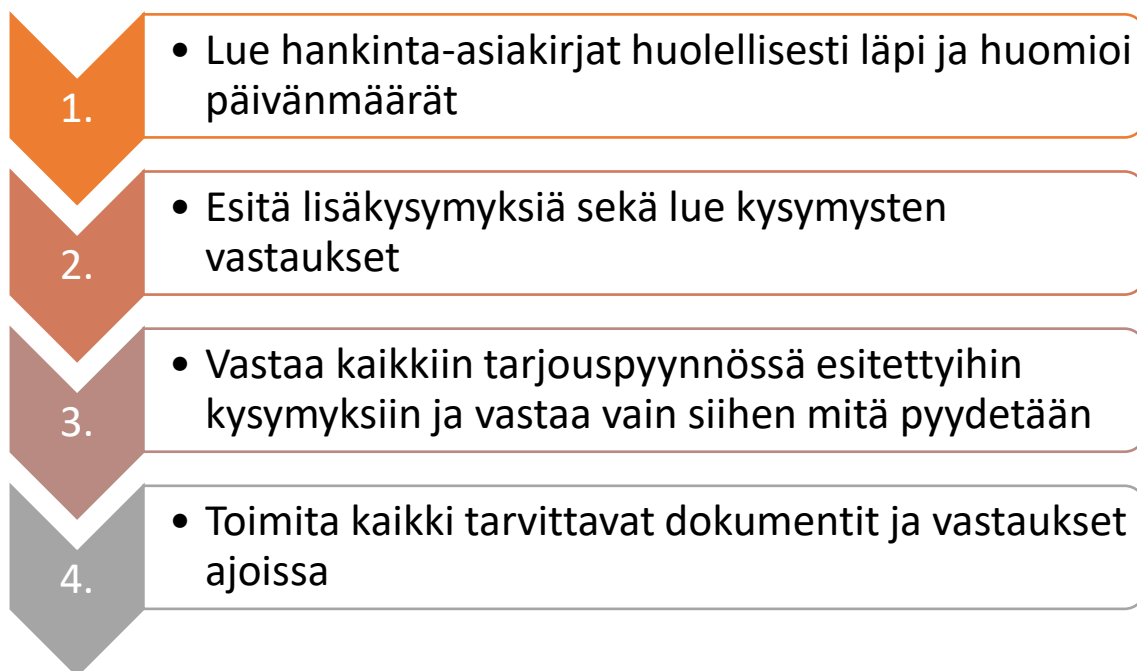 1.
• Lue hankinta-asiakirjat huolellisesti läpi ja huomioi
päivänmäärät
2.
• Esitä lisäkysymyksiä sekä lue kysymysten
vastaukset
3.
• Vastaa kaikkiin tarjouspyynnössä esitettyihin
kysymyksiin ja vastaa vain siihen mitä pyydetään
4.
• Toimita kaikki tarvittavat dokumentit ja vastaukset
ajoissa